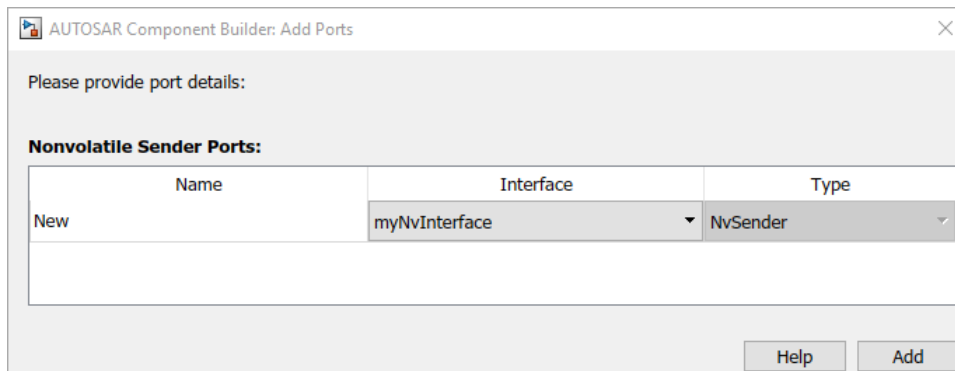 AUTOSAR Component Builder: Add Ports
Please provide port details:
Nonvolatile Sender Ports:
Name Interface Type
New myNvInterface NvSender
Help Add